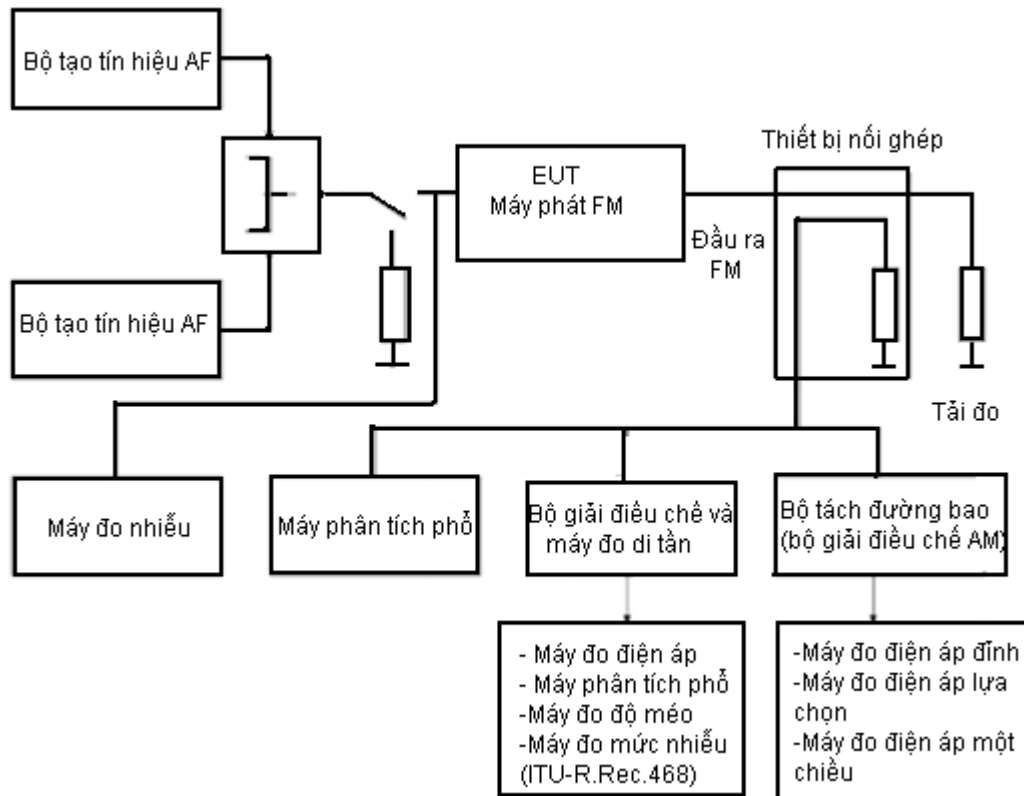 Bộ tạo tín hiệu AF
Thiết bị nối ghép
EUT
Máy phát FM
Đầu ra
FM
Bộ tạo tín hiệu AF
Tải đo
Máy đo nhiễu
Máy phân tích phổ
Bộ giải điều chế và
máy đo di tần
Bộ tách đường bao
(bộ giải điều chế AM)
- Máy đo điện áp
- Máy phân tích phổ
-Máy đo độ méo
-Máy đo mức nhiễu
(ITU-R.Rec.468)
-Máy đo điện áp đỉnh
-Máy đo điện áp lựa
chọn
-Máy đo điện áp một
chiều